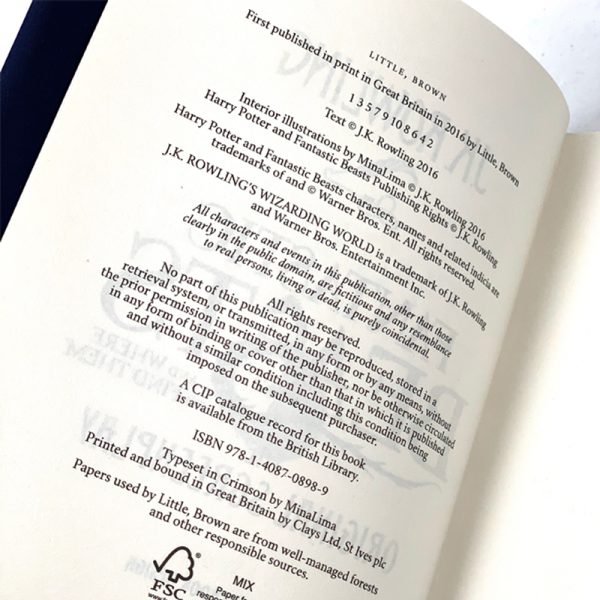 LITTLE, BROWN
First published in print in Great Britain in 2016 by Little, Brown
1 3 5 7 9 10 8 6 4 2
Text © J.K. Rowling 2016
Interior illustrations by MinaLima © J.K. Rowling 2016
Harry Potter and Fantastic Beasts Publishing Rights © J.K. Rowling
Harry Potter and Fantastic Beasts characters, names and related indicia are
trademarks of and © Warner Bros. Ent. All rights reserved.
J.K. ROWLING'S WIZARDING WORLD is a trademark of J.K. Rowling
and Warner Bros. Entertainment Inc.
All characters and events in this publication, other than those
clearly in the public domain, are fictitious and any resemblance
to real persons, living or dead, is purely coincidental.
All rights reserved.
No part of this publication may be reproduced, stored in a
retrieval system, or transmitted, in any form or by any means, without
the prior permission in writing of the publisher, nor be otherwise circulated
in any form of binding or cover other than that in which it is published
and without a similar condition including this condition being
imposed on the subsequent purchaser.
A CIP catalogue record for this book
is available from the British Library.
ISBN 978-1-4087-0898-9
Typeset in Crimson by MinaLima
Printed and bound in Great Britain by Clays Ltd, St Ives plc
Papers used by Little, Brown are from well-managed forests
and other responsible sources.
FSC
MIX
Paper